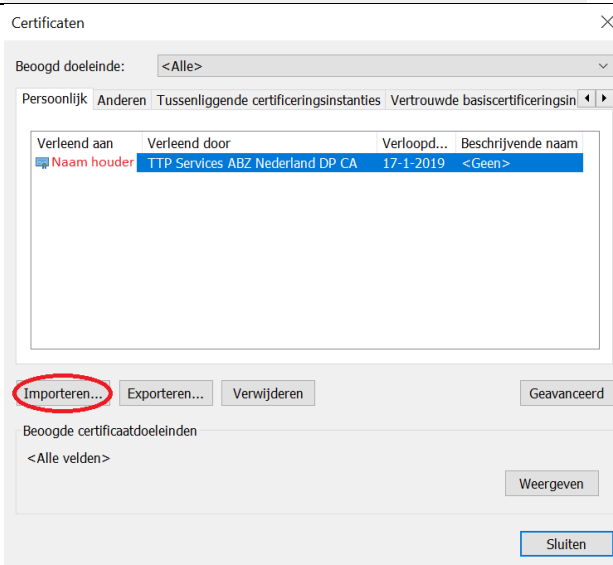 Certificaten
Beoogd doeleinde: <Alle>
Persoonlijk Anderen Tussenliggende certificeringsinstanties Vertrouwde basiscertificeringsin
Verleend aan Verleend door Verloopd... Beschrijvende naam
Naam houder TTP Services ABZ Nederland DP CA 17-1-2019 <Geen>
Importeren... Exporteren... Verwijderen Geavanceerd
Beoogde certificaatdoeleinden
<Alle velden>
Weergeven
Sluiten